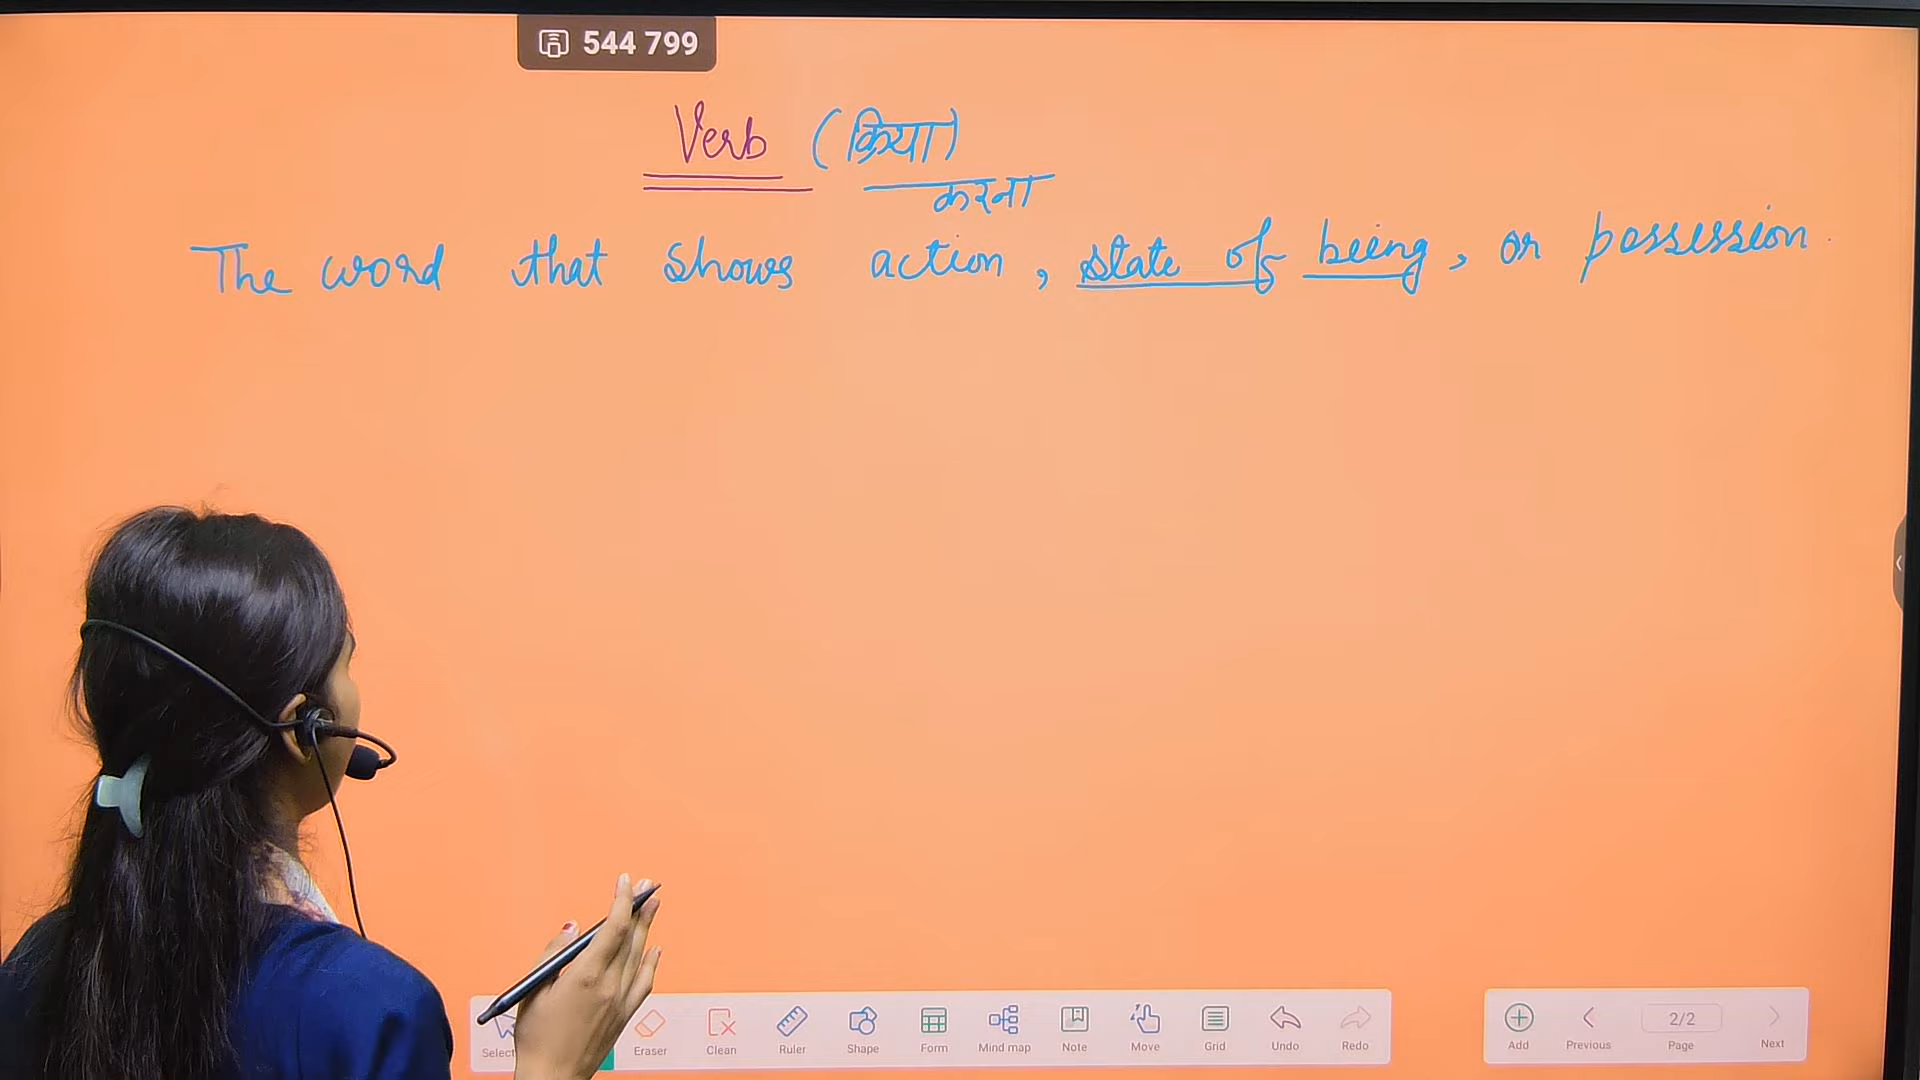 544 799
Verb (क्रिया)
करना
The word that shows action, state of being, or possession.
Select Eraser Clean Ruler Shape Form Mind map Note Move Grid Undo Redo
Add Previous 2/2 Page Next